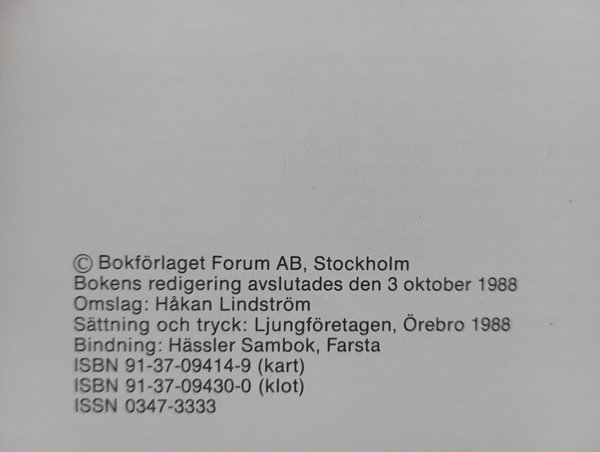 © Bokförlaget Forum AB, Stockholm
Bokens redigering avslutades den 3 oktober 1988
Omslag: Håkan Lindström
Sättning och tryck: Ljungföretagen, Örebro 1988
Bindning: Hässler Sambok, Farsta
ISBN 91-37-09414-9 (kart)
ISBN 91-37-09430-0 (klot)
ISSN 0347-3333